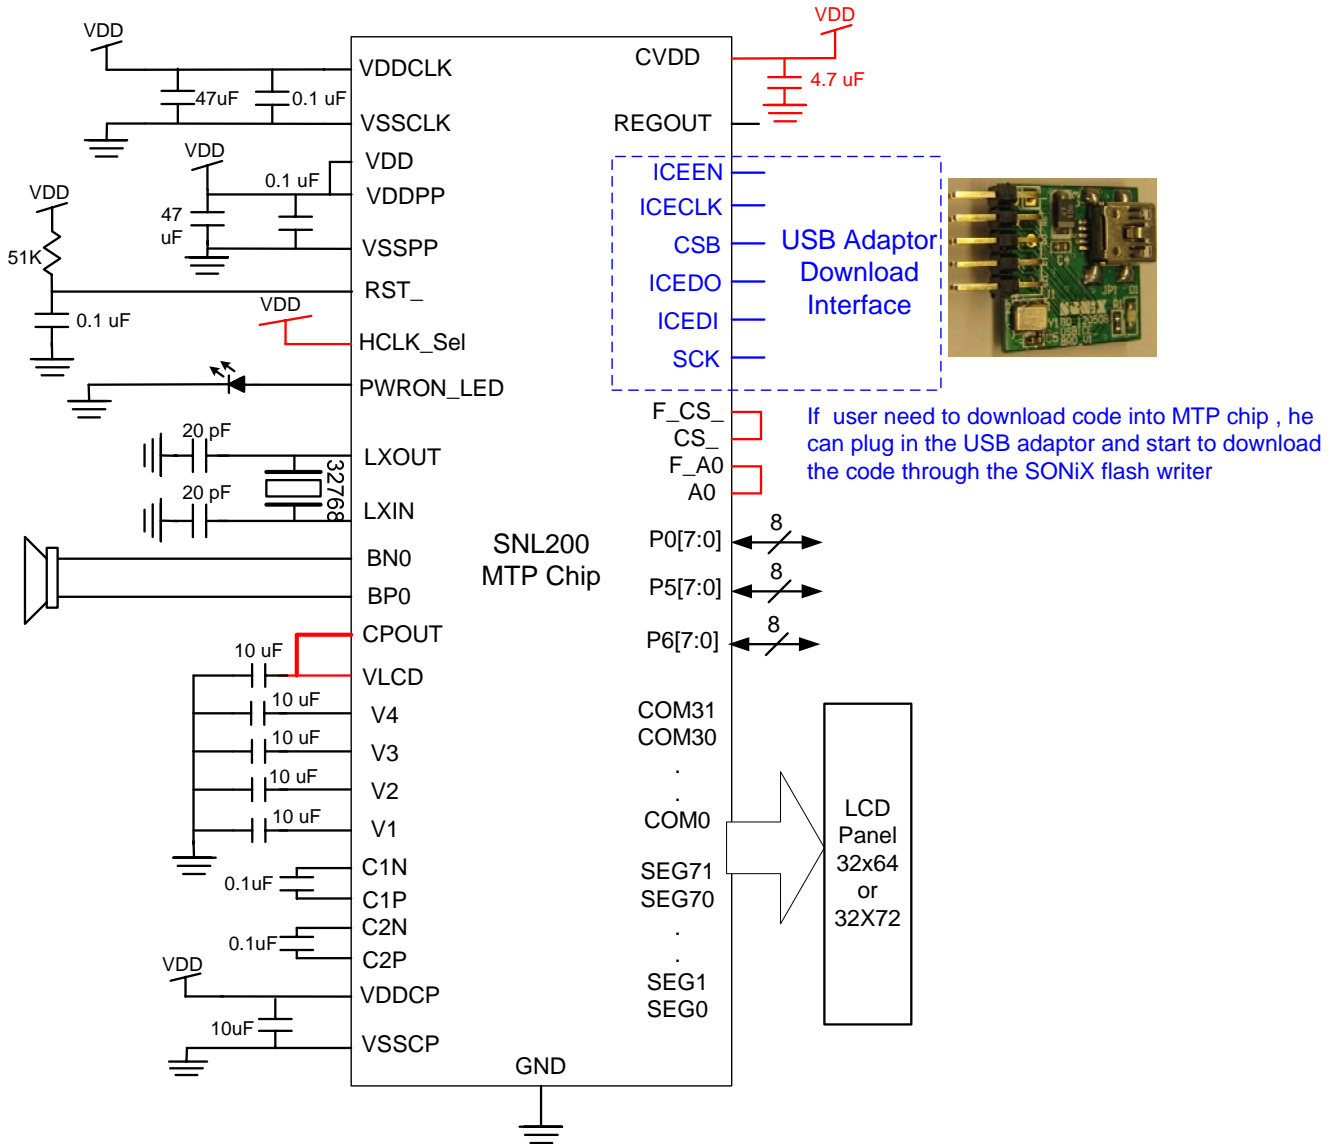 VDD
VDDCLK
47uF
0.1 uF
VSSCLK
VDD
VDD
0.1 uF
VDDPP
47
uF
VSSPP
VDD
51K
RST_
0.1 uF
VDD
HCLK_Sel
PWRON_LED
20 pF
LXOUT
32768
20 pF
LXIN
BN0
BP0
CPOUT
10 uF
VLCD
10 uF
V4
10 uF
V3
10 uF
V2
10 uF
V1
C1N
0.1uF
C1P
C2N
0.1uF
C2P
VDD
VDDCP
10uF
VSSCP
GND
SNL200
MTP Chip
VDD
CVDD
4.7 uF
REGOUT
ICEEN
ICECLK
CSB
ICEDO
ICEDI
SCK
USB Adaptor
Download
Interface
F_CS_
CS_
F_A0
A0
If user need to download code into MTP chip , he
can plug in the USB adaptor and start to download
the code through the SONiX flash writer
P0[7:0]
8
P5[7:0]
8
P6[7:0]
8
COM31
COM30
.
.
COM0
SEG71
SEG70
.
.
SEG1
SEG0
LCD
Panel
32x64
or
32X72